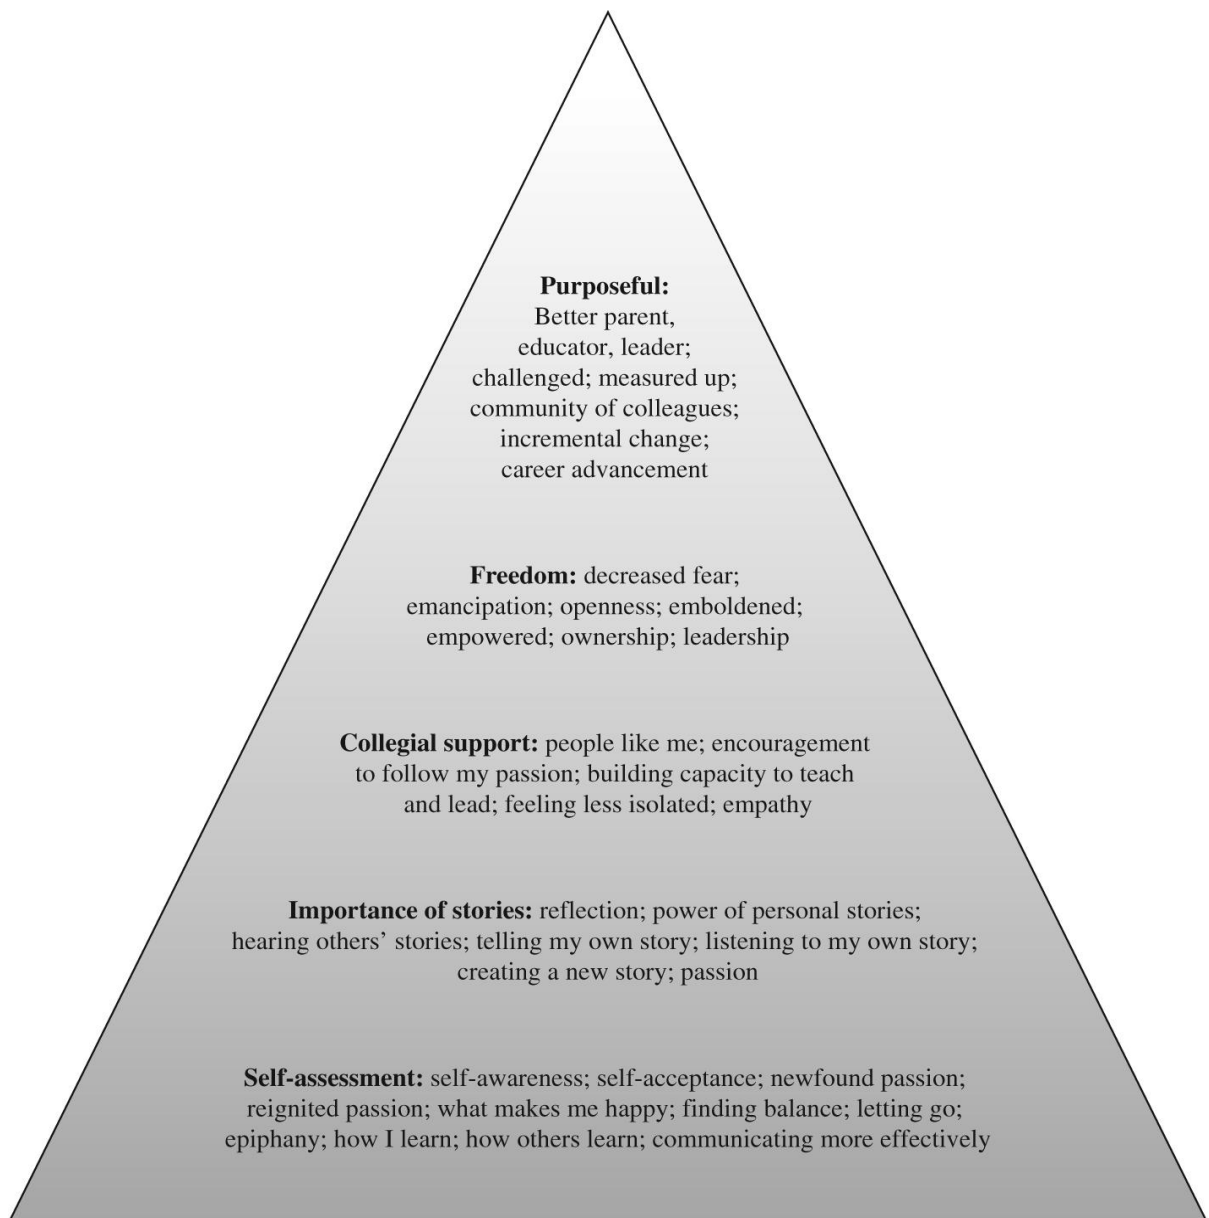 Purposeful:
Better parent,
educator, leader;
challenged; measured up;
community of colleagues;
incremental change;
career advancement
Freedom: decreased fear;
emancipation; openness; emboldened;
empowered; ownership; leadership
Collegial support: people like me; encouragement
to follow my passion; building capacity to teach
and lead; feeling less isolated; empathy
Importance of stories: reflection; power of personal stories;
hearing others’ stories; telling my own story; listening to my own story;
creating a new story; passion
Self-assessment: self-awareness; self-acceptance; newfound passion;
reignited passion; what makes me happy; finding balance; letting go;
epiphany; how I learn; how others learn; communicating more effectively